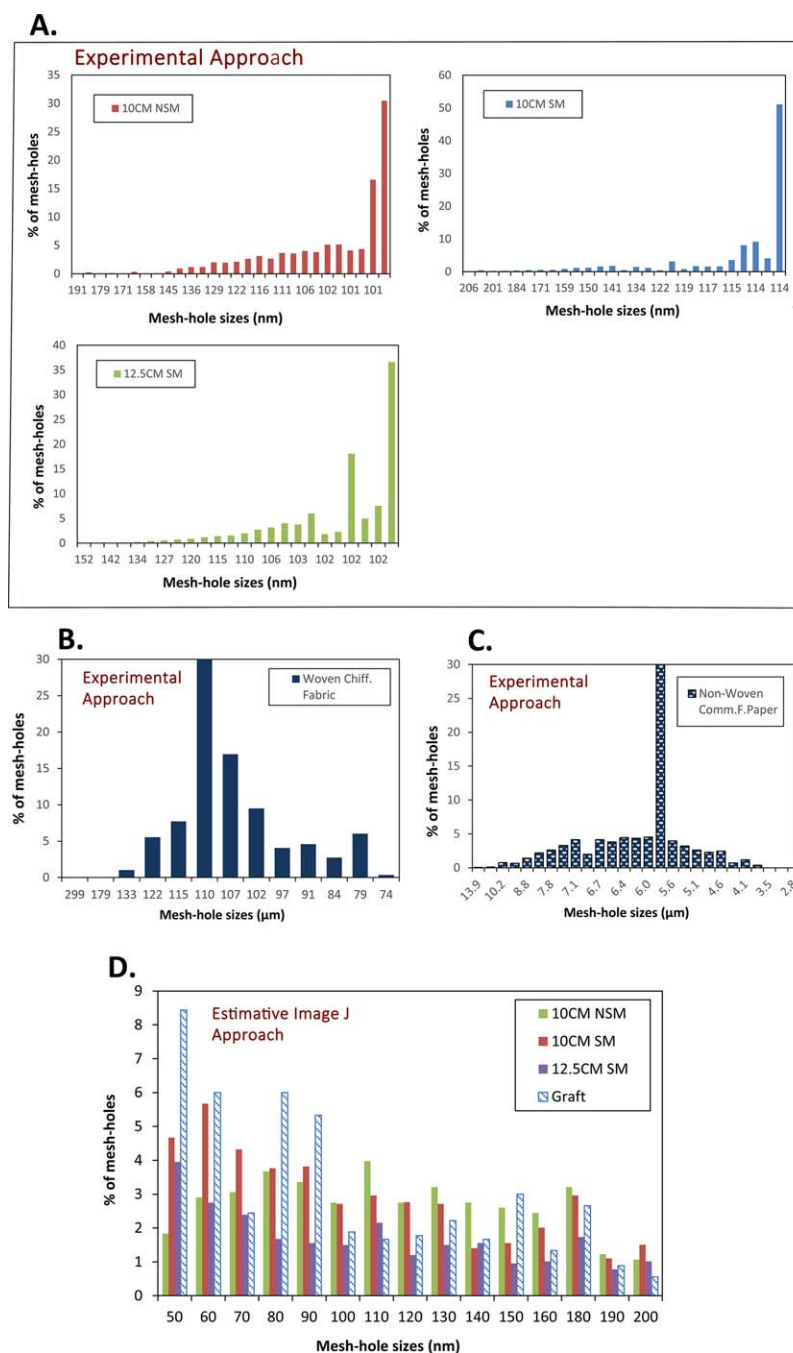 A.
Experimental Approach
35
30
25
20
15
10
5
0
% of mesh-holes
10CM NSM
191 179 171 158 145 136 129 122 116 111 106 102 101 101
Mesh-hole sizes (nm)
60
50
40
30
20
10
0
% of mesh-holes
10CM SM
206 201 184 171 159 150 141 134 122 119 117 115 114 114
Mesh-hole sizes (nm)
40
35
30
25
20
15
10
5
0
% of mesh-holes
12.5CM SM
152 142 134 127 120 115 110 106 103 102 102 102
Mesh-hole sizes (nm)
B.
30
25
20
15
10
5
0
% of mesh-holes
Experimental
Approach
Woven Chiff.
Fabric
299 179 133 122 115 110 107 102 97 91 84 79 74
Mesh-hole sizes (µm)
C.
30
25
20
15
10
5
0
% of mesh-holes
Experimental
Approach
Non-Woven
Comm.F.Paper
13.9 10.2 8.8 7.8 7.1 6.7 6.4 6.0 5.6 5.1 4.6 4.1 3.5 2.8
Mesh-hole sizes (µm)
D.
9
8
7
6
5
4
3
2
1
0
% of mesh-holes
Estimative Image J
Approach
10CM NSM
10CM SM
12.5CM SM
Graft
50 60 70 80 90 100 110 120 130 140 150 160 180 190 200
Mesh-hole sizes (nm)